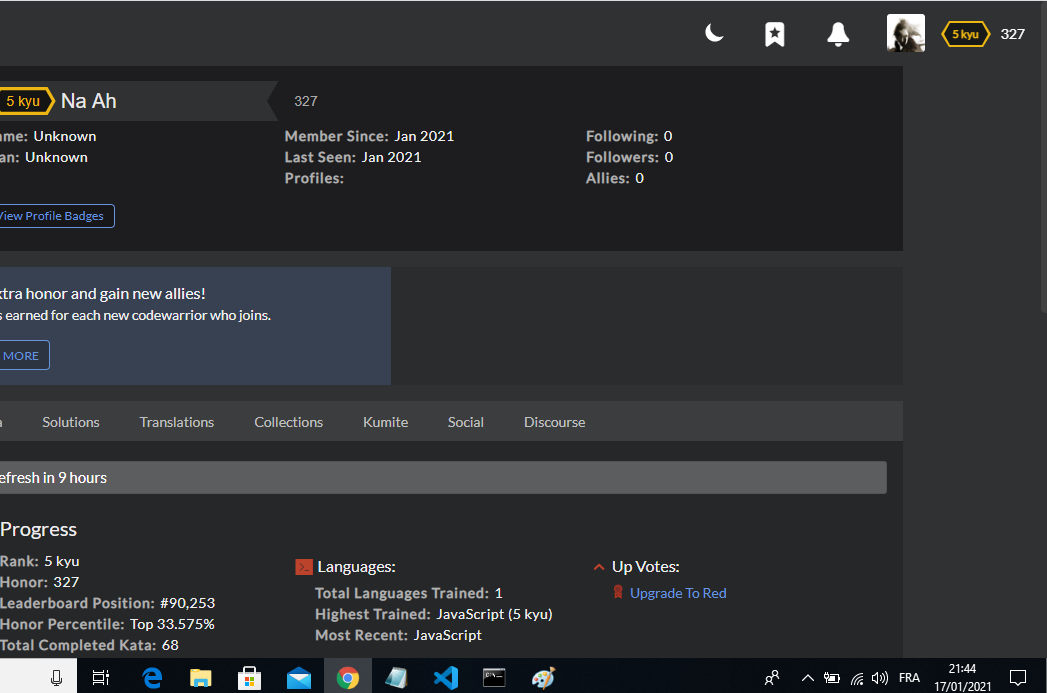 5 kyu 327
5 kyu Na Ah 327
ame: Unknown
an: Unknown
Member Since: Jan 2021
Last Seen: Jan 2021
Profiles:
Following: 0
Followers: 0
Allies: 0
View Profile Badges
xtra honor and gain new allies!
s earned for each new codewarrior who joins.
MORE
a Solutions Translations Collections Kumite Social Discourse
efresh in 9 hours
Progress
Rank: 5 kyu
Honor: 327
Leaderboard Position: #90,253
Honor Percentile: Top 33.575%
Total Completed Kata: 68
Languages:
Total Languages Trained: 1
Highest Trained: JavaScript (5 kyu)
Most Recent: JavaScript
Up Votes:
Upgrade To Red
FRA
21:44
17/01/2021